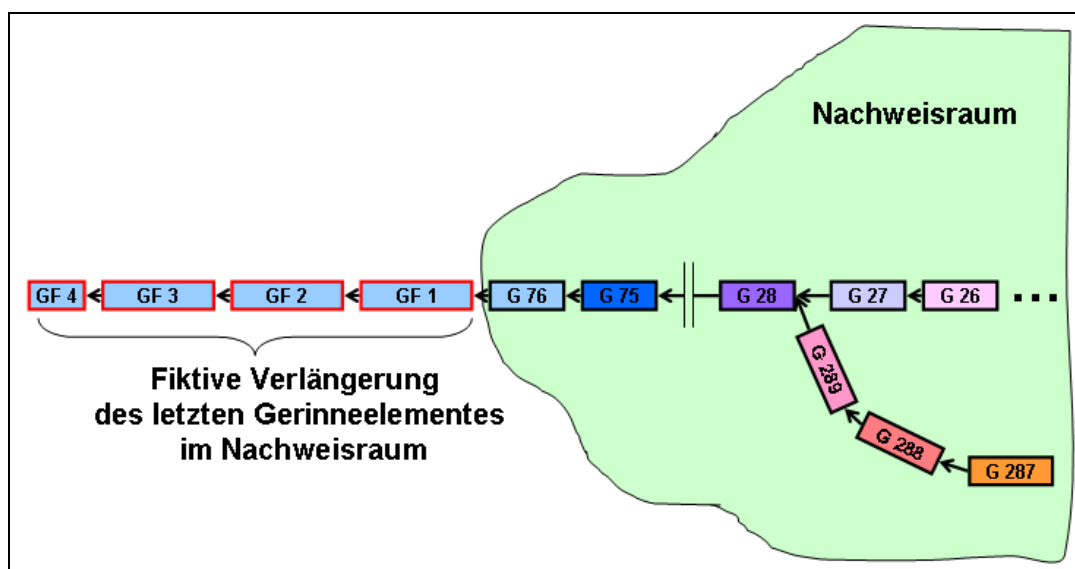 Nachweisraum
GF 4
GF 3
GF 2
GF 1
G 76
G 75
G 28
G 27
G 26
...
G 289
G 288
G 287
Fiktive Verlängerung
des letzten Gerinneelementes
im Nachweisraum